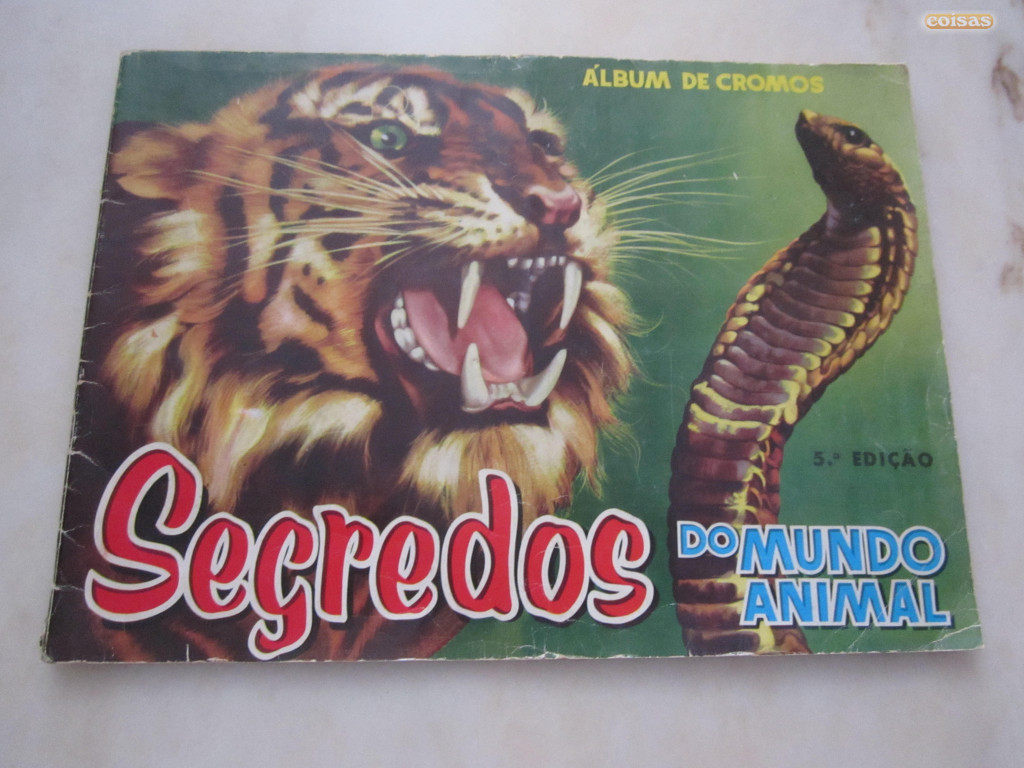 coisas
ÁLBUM DE CROMOS
5.ª EDIÇÃO
Segredos
DO MUNDO
ANIMAL